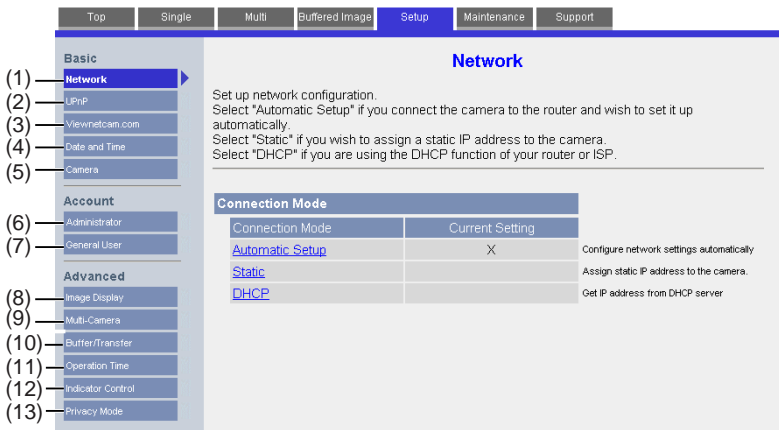 Top Single Multi Buffered Image Setup Maintenance Support
Basic
(1) Network
(2) UPnP
(3) Viewnetcam.com
(4) Date and Time
(5) Camera
Account
(6) Administrator
(7) General User
Advanced
(8) Image Display
(9) Multi-Camera
(10) Buffer/Transfer
(11) Operation Time
(12) Indicator Control
(13) Privacy Mode
Network
Set up network configuration.
Select "Automatic Setup" if you connect the camera to the router and wish to set it up
automatically.
Select "Static" if you wish to assign a static IP address to the camera.
Select "DHCP" if you are using the DHCP function of your router or ISP.
Connection Mode
Connection Mode Current Setting
Automatic Setup X Configure network settings automatically
Static Assign static IP address to the camera.
DHCP Get IP address from DHCP server